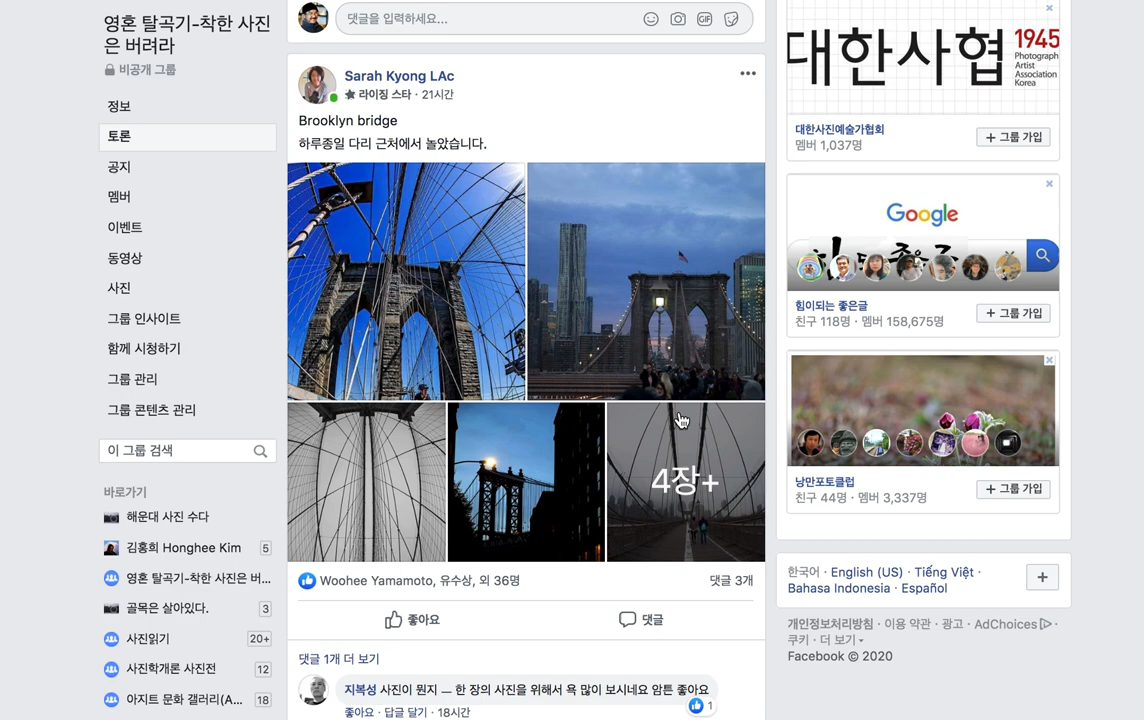 영혼 탈곡기-착한 사진
은 버려라
비공개 그룹
정보
토론
공지
멤버
이벤트
동영상
사진
그룹 인사이트
함께 시청하기
그룹 관리
그룹 콘텐츠 관리
이 그룹 검색
바로가기
해운대 사진 수다
김홍희 Honghee Kim 5
영혼 탈곡기-착한 사진은 버...
골목은 살아있다. 3
사진읽기 20+
사진학개론 사진전 12
아지트 문화 갤러리(A... 18
댓글을 입력하세요...
GIF
Sarah Kyong LAc
라이징 스타 · 21시간
Brooklyn bridge
하루종일 다리 근처에서 놀았습니다.
4장+
Woohee Yamamoto, 유수상, 외 36명
댓글 3개
좋아요
댓글
댓글 1개 더 보기
지복성 사진이 뭔지 ㅡ 한 장의 사진을 위해서 욕 많이 보시네요 암튼 좋아요
1
좋아요 · 답글 달기 · 18시간
대한사협
1945
Photograph
Artist
Association
Korea
대한사진예술가협회
멤버 1,037명
+ 그룹 가입
Google
힘이되는 좋은글
친구 118명 · 멤버 158,675명
+ 그룹 가입
낭만포토클럽
친구 44명 · 멤버 3,337명
+ 그룹 가입
한국어 · English (US) · Tiếng Việt ·
Bahasa Indonesia · Español
개인정보처리방침 · 이용 약관 · 광고 · AdChoices ·
쿠키 · 더 보기
Facebook © 2020